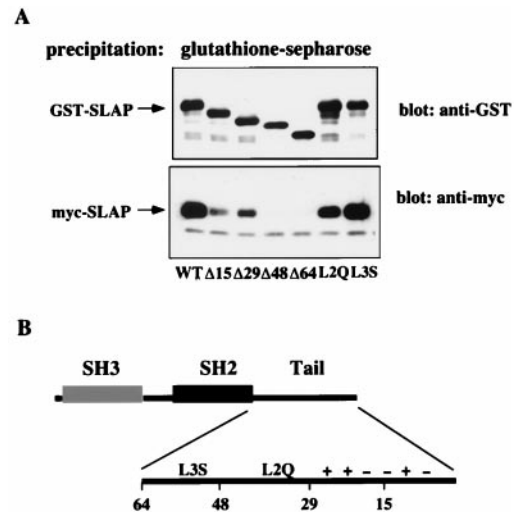 A
precipitation: glutathione-sepharose
GST-SLAP
blot: anti-GST
myc-SLAP
blot: anti-myc
WT Δ15 Δ29 Δ48 Δ64 L2Q L3S
B
SH3 SH2 Tail
L3S L2Q + + – – + –
64 48 29 15